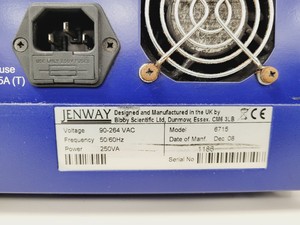 use
5A (T)
JENWAY
Designed and Manufactured in the UK by
Bibby Scientific Ltd, Dunmow, Essex. CM6 3LB
Voltage 90-264 VAC Model 6715
Frequency 50/60Hz Date of Manf. Dec 08
Power 250VA Serial No 1188